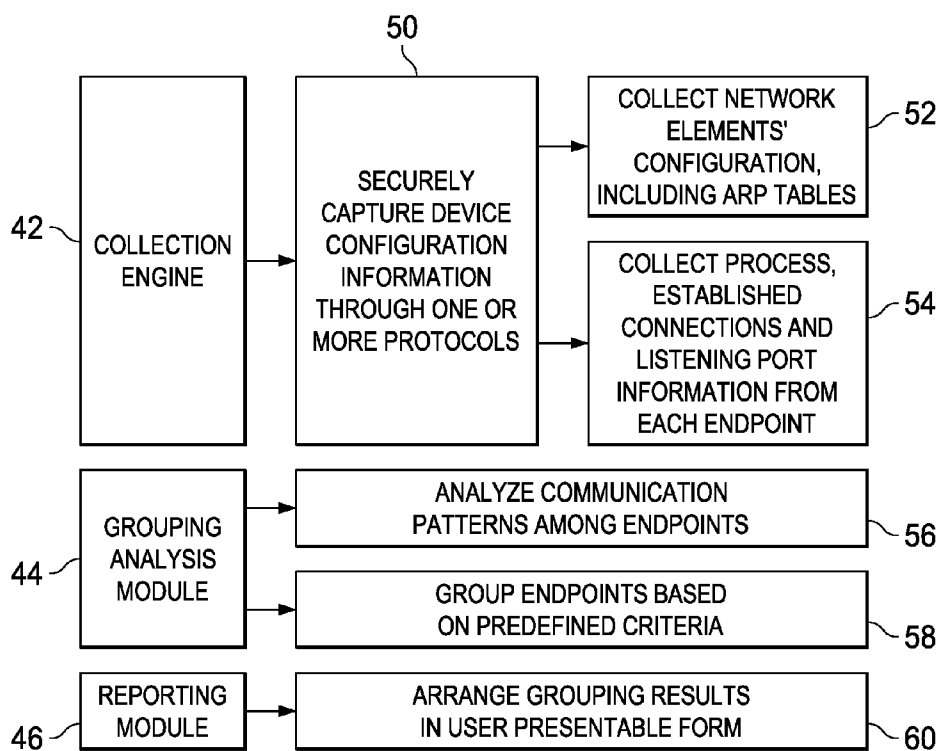 50
42
COLLECTION
ENGINE
SECURELY
CAPTURE DEVICE
CONFIGURATION
INFORMATION
THROUGH ONE OR
MORE PROTOCOLS
COLLECT NETWORK
ELEMENTS'
CONFIGURATION,
INCLUDING ARP TABLES
52
COLLECT PROCESS,
ESTABLISHED
CONNECTIONS AND
LISTENING PORT
INFORMATION FROM
EACH ENDPOINT
54
44
GROUPING
ANALYSIS
MODULE
ANALYZE COMMUNICATION
PATTERNS AMONG ENDPOINTS
56
GROUP ENDPOINTS BASED
ON PREDEFINED CRITERIA
58
46
REPORTING
MODULE
ARRANGE GROUPING RESULTS
IN USER PRESENTABLE FORM
60